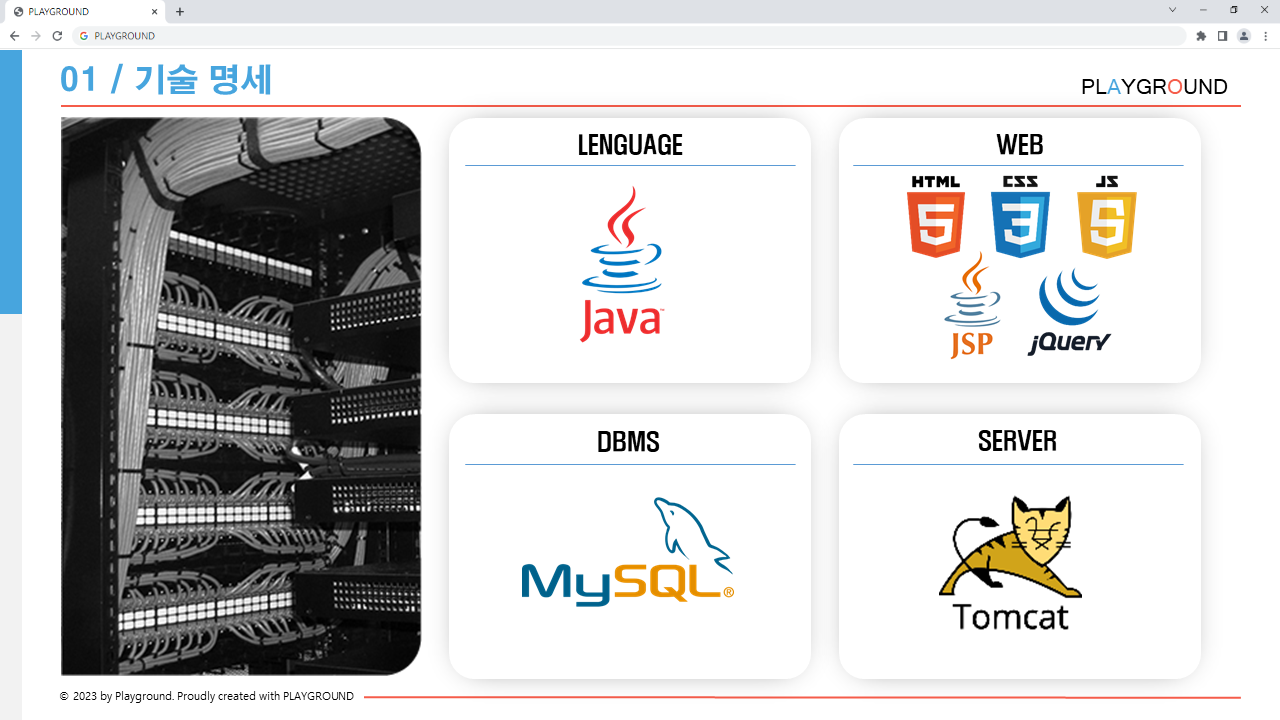 PLAYGROUND
PLAYGROUND
01 / 기술 명세
PLAYGROUND
LENGUAGE
Java™
WEB
HTML CSS JS
5 3 5
JSP jQuery
DBMS
MySQL®
SERVER
Tomcat
© 2023 by Playground. Proudly created with PLAYGROUND